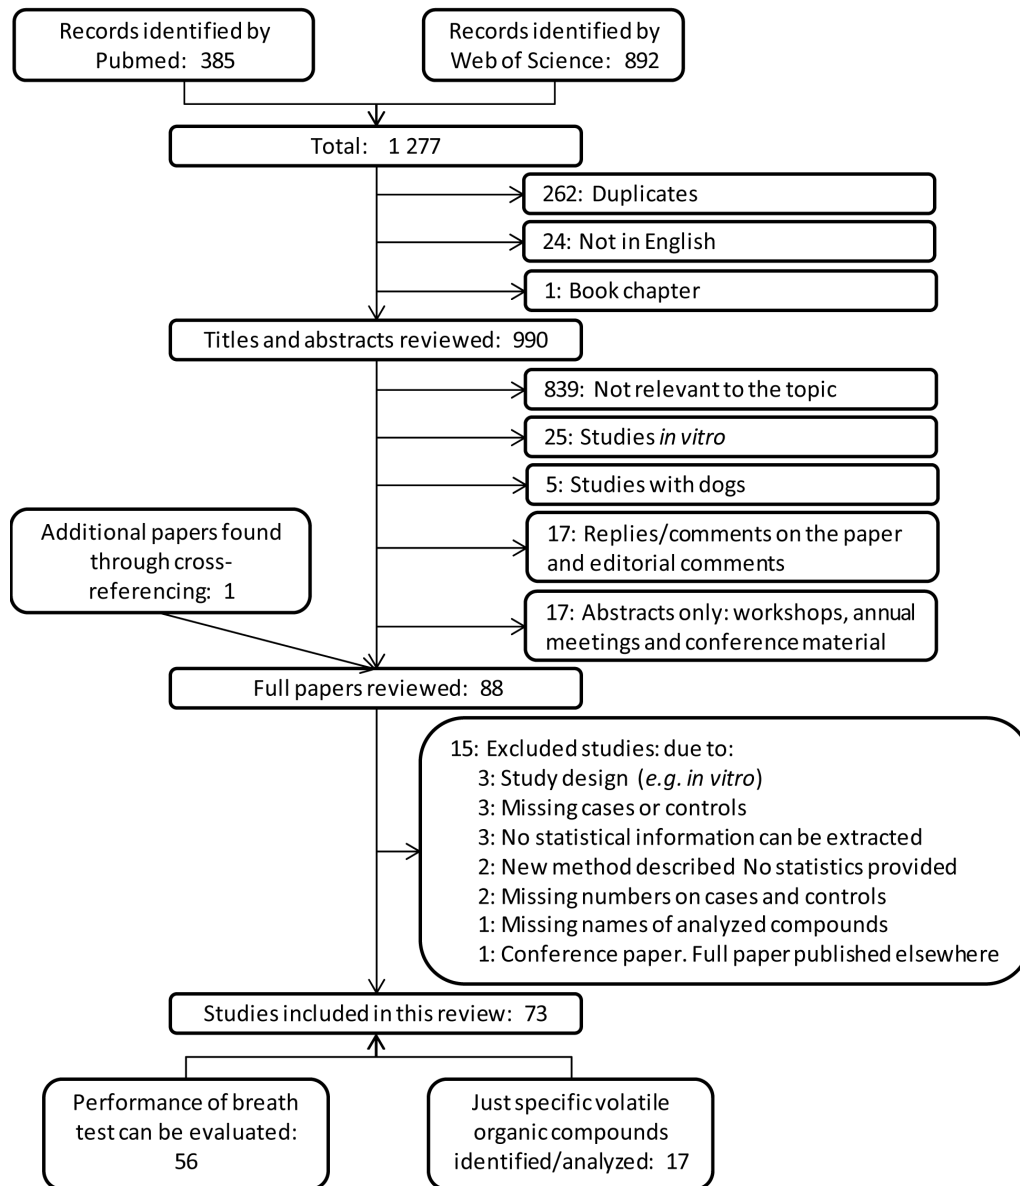 Records identified by
Pubmed: 385
Records identified by
Web of Science: 892
Total: 1 277
262: Duplicates
24: Not in English
1: Book chapter
Titles and abstracts reviewed: 990
839: Not relevant to the topic
25: Studies in vitro
5: Studies with dogs
17: Replies/comments on the paper
and editorial comments
17: Abstracts only: workshops, annual
meetings and conference material
Additional papers found
through cross-
referencing: 1
Full papers reviewed: 88
15: Excluded studies: due to:
3: Study design (e.g. in vitro)
3: Missing cases or controls
3: No statistical information can be extracted
2: New method described No statistics provided
2: Missing numbers on cases and controls
1: Missing names of analyzed compounds
1: Conference paper. Full paper published elsewhere
Studies included in this review: 73
Performance of breath
test can be evaluated:
56
Just specific volatile
organic compounds
identified/analyzed: 17